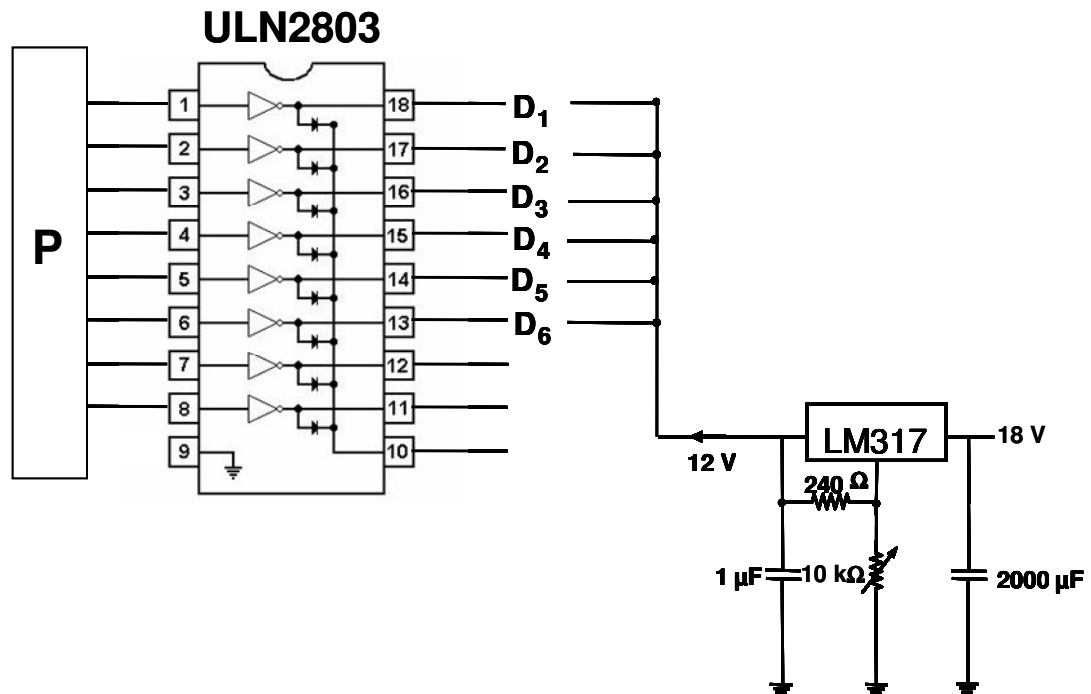 ULN2803
P
1
2
3
4
5
6
7
8
9
18
17
16
15
14
13
12
11
10
D₁
D₂
D₃
D₄
D₅
D₆
LM317
18 V
12 V
240 Ω
1 µF
10 kΩ
2000 µF